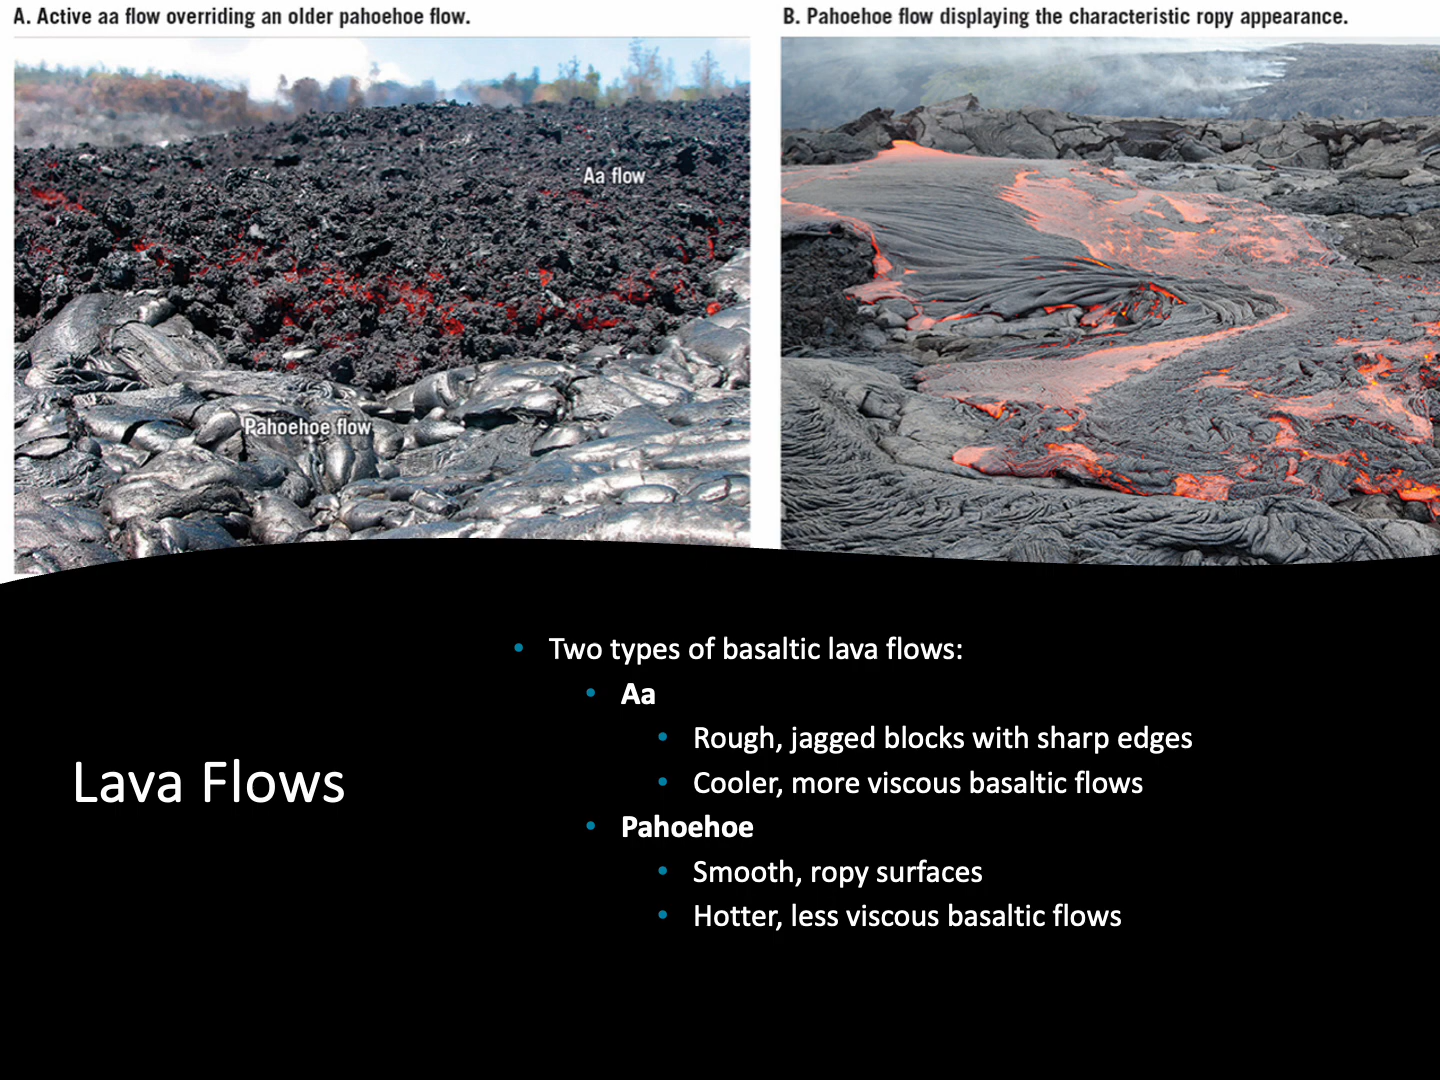 A. Active aa flow overriding an older pahoehoe flow.
B. Pahoehoe flow displaying the characteristic ropy appearance.
Aa flow
Pahoehoe flow
Lava Flows
• Two types of basaltic lava flows:
• Aa
• Rough, jagged blocks with sharp edges
• Cooler, more viscous basaltic flows
• Pahoehoe
• Smooth, ropy surfaces
• Hotter, less viscous basaltic flows